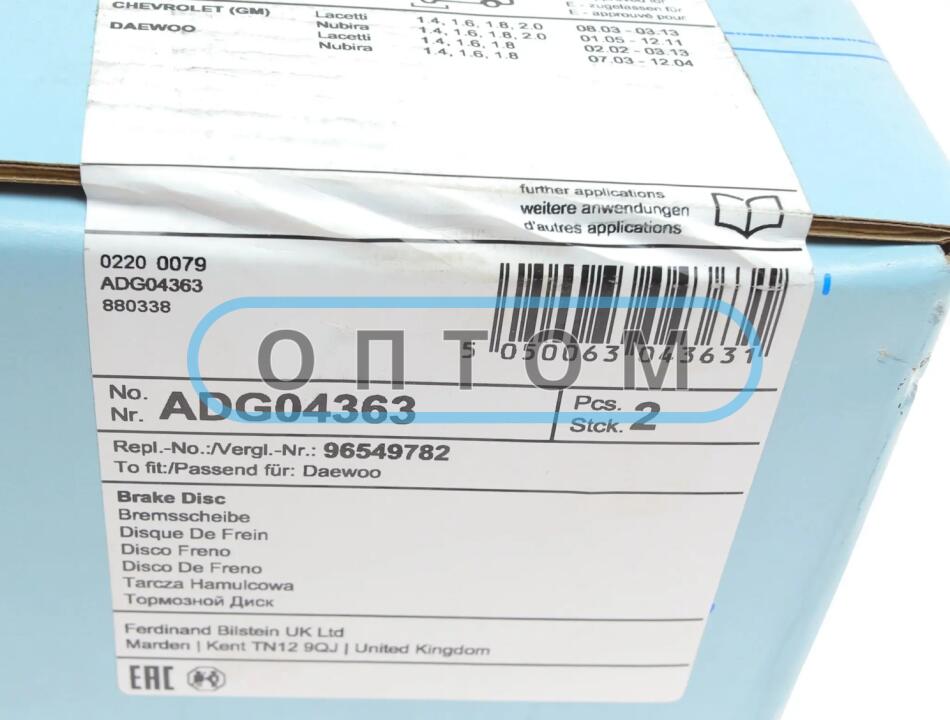 E - zugelassen für
E - approuvé pour
CHEVROLET (GM) Lacetti 1.4, 1.6, 1.8, 2.0 08.03 - 03.13
Nubira 1.4, 1.6, 1.8, 2.0 01.05 - 12.11
DAEWOO Lacetti 1.4, 1.6, 1.8 02.02 - 03.13
Nubira 1.4, 1.6, 1.8 07.03 - 12.04
further applications
weitere anwendungen
d'autres applications
0220 0079
ADG04363
880338
5 050063 043631
ОПТОМ
No.
Nr. ADG04363
Pcs.
Stck. 2
Repl.-No.:/Vergl.-Nr.: 96549782
To fit:/Passend für: Daewoo
Brake Disc
Bremsscheibe
Disque De Frein
Disco Freno
Disco De Freno
Tarcza Hamulcowa
Тормозной Диск
Ferdinand Bilstein UK Ltd
Marden | Kent TN12 9QJ | United Kingdom
EAC